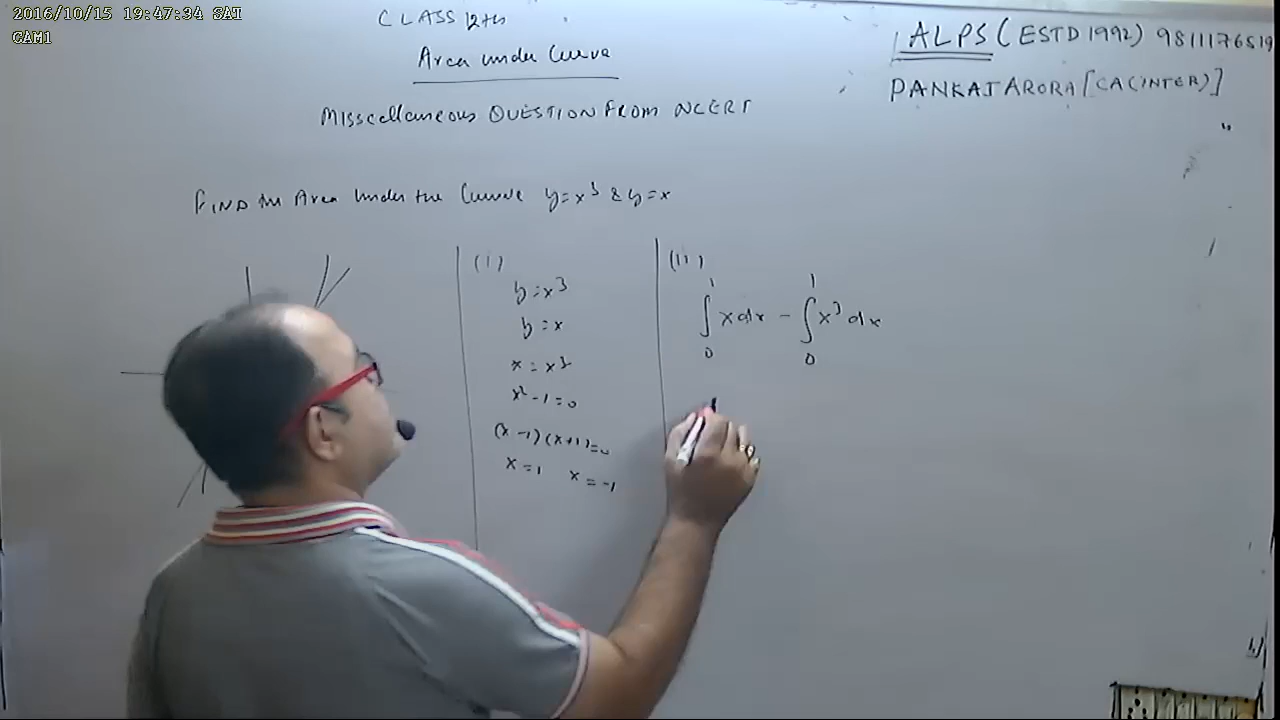 2016/10/15 19:47:34 SAT
CAM1
CLASS 12th
Area under Curve
MISScellaneous QUESTION FROM NCERT
ALPS (ESTD 1992) 9811176519
PANKAJ ARORA [CA(INTER)]
FIND the Area Under the Curve y=x³ & y=x
(i)
y=x³
y=x
x=x³
x²-1=0
(x-1)(x+1)=0
x=1 x=-1
(ii)
∫₀¹ x dx - ∫₀¹ x³ dx